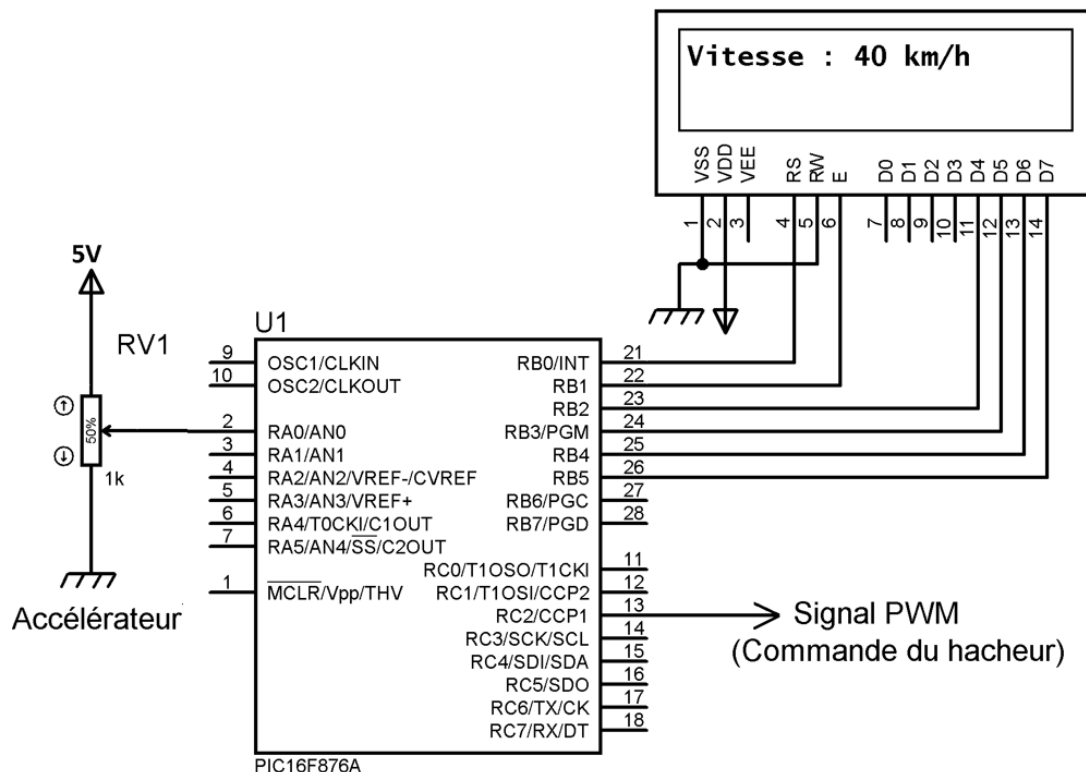 Vitesse : 40 km/h
VSS VDD VEE RS RW E D0 D1 D2 D3 D4 D5 D6 D7
1 2 3 4 5 6 7 8 9 10 11 12 13 14
5V
RV1
50%
1k
Accélérateur
U1
9 OSC1/CLKIN RB0/INT 21
10 OSC2/CLKOUT RB1 22
RB2 23
2 RA0/AN0 RB3/PGM 24
3 RA1/AN1 RB4 25
4 RA2/AN2/VREF-/CVREF RB5 26
5 RA3/AN3/VREF+ RB6/PGC 27
6 RA4/T0CKI/C1OUT RB7/PGD 28
7 RA5/AN4/SS/C2OUT
RC0/T1OSO/T1CKI 11
1 MCLR/Vpp/THV RC1/T1OSI/CCP2 12
RC2/CCP1 13
RC3/SCK/SCL 14
RC4/SDI/SDA 15
RC5/SDO 16
RC6/TX/CK 17
RC7/RX/DT 18
PIC16F876A
Signal PWM
(Commande du hacheur)